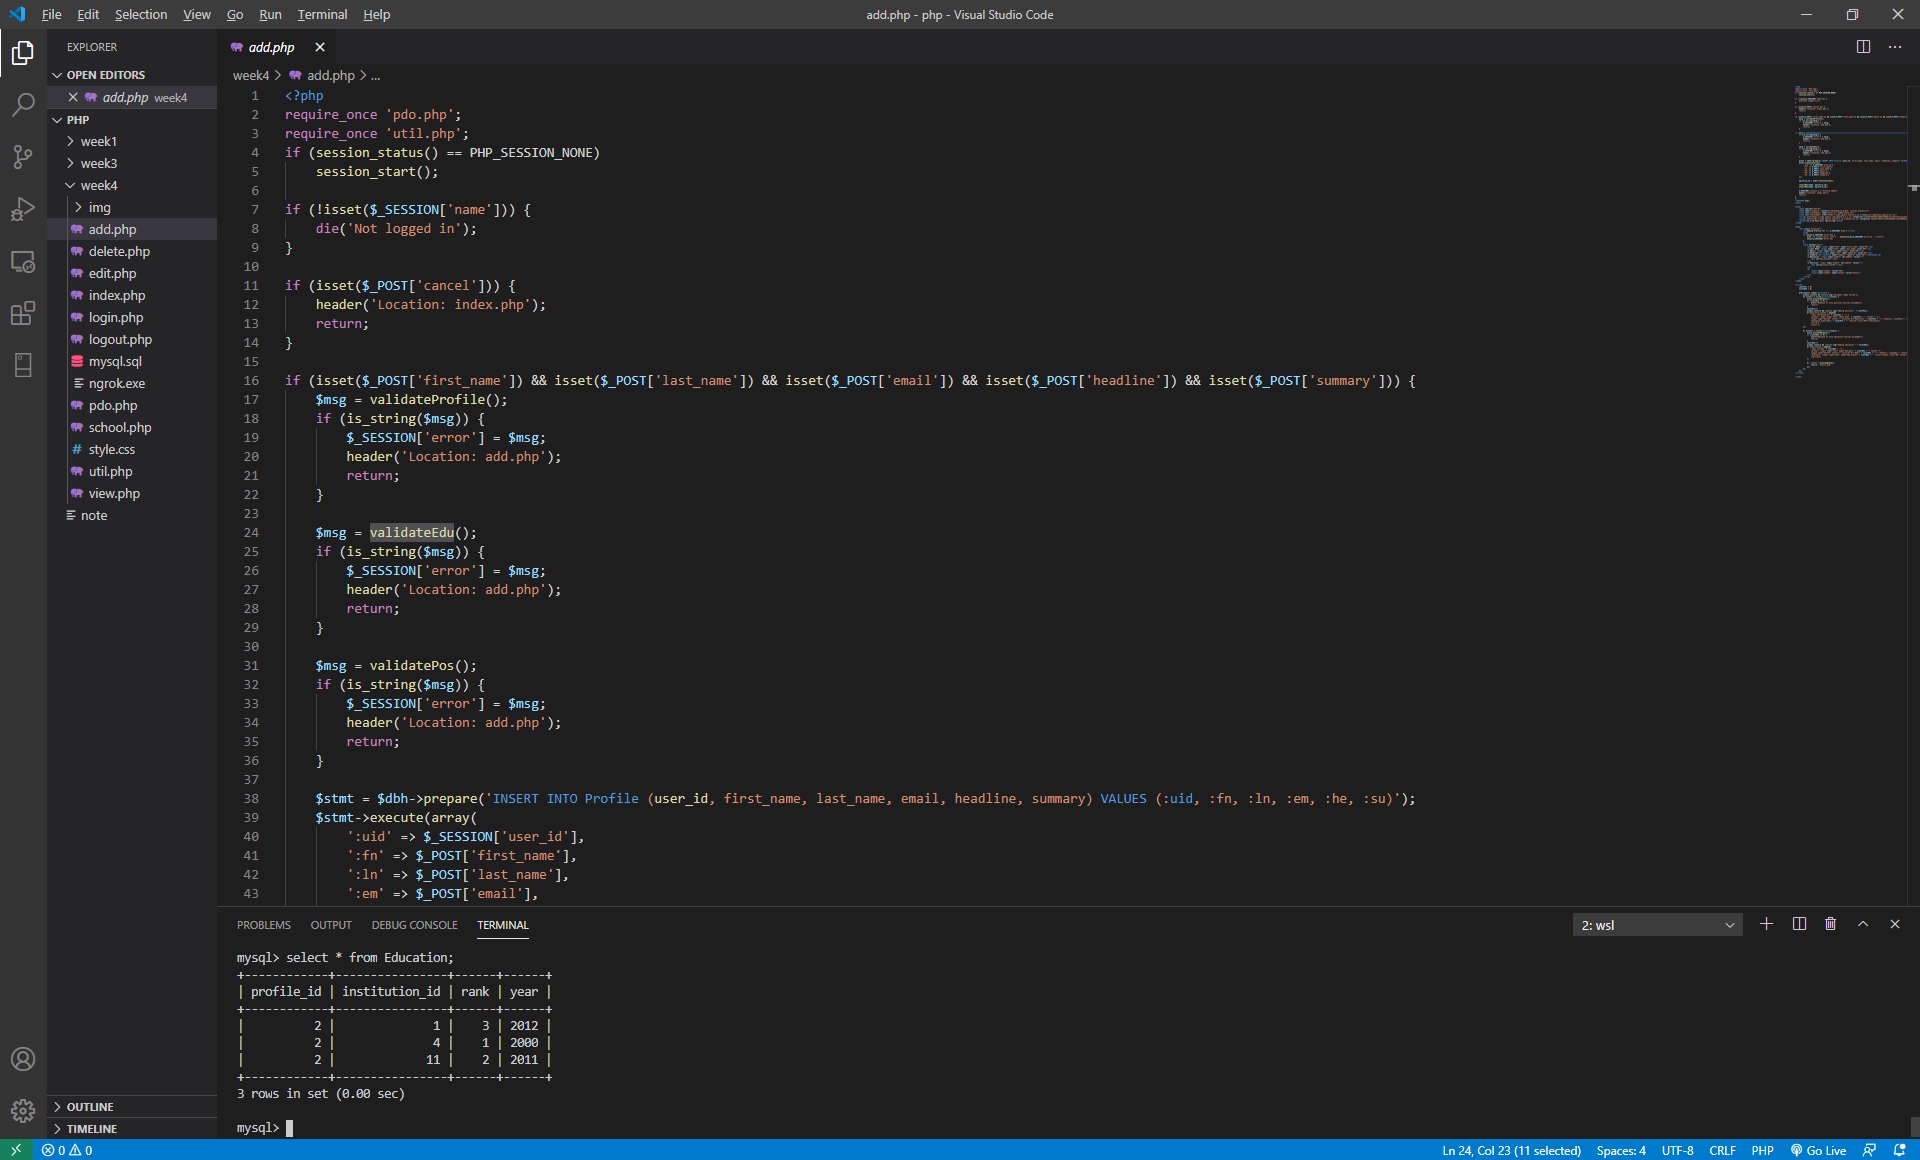 File Edit Selection View Go Run Terminal Help
add.php - php - Visual Studio Code
EXPLORER
OPEN EDITORS
add.php week4
PHP
week1
week3
week4
img
add.php
delete.php
edit.php
index.php
login.php
logout.php
mysql.sql
ngrok.exe
pdo.php
school.php
style.css
util.php
view.php
note
OUTLINE
TIMELINE
add.php
week4 > add.php > ...
1 <?php
2 require_once 'pdo.php';
3 require_once 'util.php';
4 if (session_status() == PHP_SESSION_NONE)
5     session_start();
6
7 if (!isset($_SESSION['name'])) {
8     die('Not logged in');
9 }
10
11 if (isset($_POST['cancel'])) {
12     header('Location: index.php');
13     return;
14 }
15
16 if (isset($_POST['first_name']) && isset($_POST['last_name']) && isset($_POST['email']) && isset($_POST['headline']) && isset($_POST['summary'])) {
17     $msg = validateProfile();
18     if (is_string($msg)) {
19         $_SESSION['error'] = $msg;
20         header('Location: add.php');
21         return;
22     }
23
24     $msg = validateEdu();
25     if (is_string($msg)) {
26         $_SESSION['error'] = $msg;
27         header('Location: add.php');
28         return;
29     }
30
31     $msg = validatePos();
32     if (is_string($msg)) {
33         $_SESSION['error'] = $msg;
34         header('Location: add.php');
35         return;
36     }
37
38     $stmt = $dbh->prepare('INSERT INTO Profile (user_id, first_name, last_name, email, headline, summary) VALUES (:uid, :fn, :ln, :em, :he, :su)');
39     $stmt->execute(array(
40         ':uid' => $_SESSION['user_id'],
41         ':fn' => $_POST['first_name'],
42         ':ln' => $_POST['last_name'],
43         ':em' => $_POST['email'],
PROBLEMS OUTPUT DEBUG CONSOLE TERMINAL
2: wsl
mysql> select * from Education;
+------------+----------------+------+------+
| profile_id | institution_id | rank | year |
+------------+----------------+------+------+
|          2 |              1 |    3 | 2012 |
|          2 |              4 |    1 | 2000 |
|          2 |             11 |    2 | 2011 |
+------------+----------------+------+------+
3 rows in set (0.00 sec)
mysql>
0 0
Ln 24, Col 23 (11 selected) Spaces: 4 UTF-8 CRLF PHP Go Live